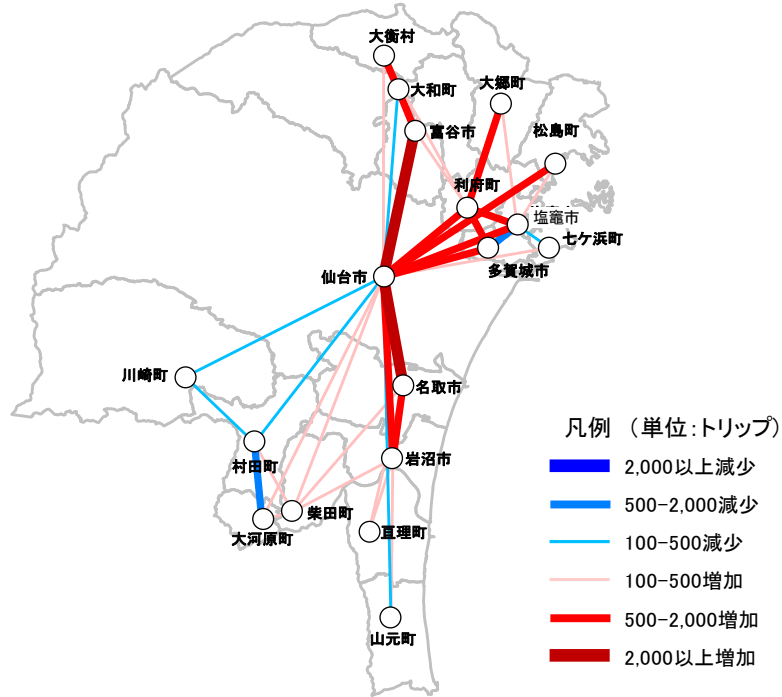 大衡村
大和町
大郷町
富谷市
松島町
利府町
塩竈市
七ケ浜町
多賀城市
仙台市
川崎町
名取市
凡例 （単位：トリップ）
村田町
岩沼市
2,000以上減少
500-2,000減少
柴田町
大河原町
亘理町
100-500減少
100-500増加
500-2,000増加
山元町
2,000以上増加